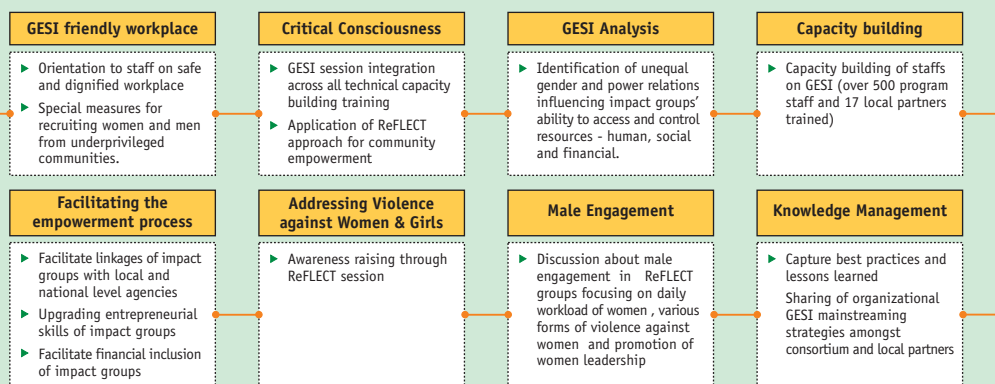 GESI friendly workplace
Orientation to staff on safe
and dignified workplace
Special measures for
recruiting women and men
from underprivileged
communities.
Critical Consciousness
GESI session integration
across all technical capacity
building training
Application of ReFLECT
approach for community
empowerment
GESI Analysis
Identification of unequal
gender and power relations
influencing impact groups'
ability to access and control
resources - human, social
and financial.
Capacity building
Capacity building of staffs
on GESI (over 500 program
staff and 17 local partners
trained)
Facilitating the
empowerment process
Facilitate linkages of impact
groups with local and
national level agencies
Upgrading entrepreneurial
skills of impact groups
Facilitate financial inclusion
of impact groups
Addressing Violence
against Women & Girls
Awareness raising through
ReFLECT session
Male Engagement
Discussion about male
engagement in ReFLECT
groups focusing on daily
workload of women , various
forms of violence against
women and promotion of
women leadership
Knowledge Management
Capture best practices and
lessons learned
Sharing of organizational
GESI mainstreaming
strategies amongst
consortium and local partners